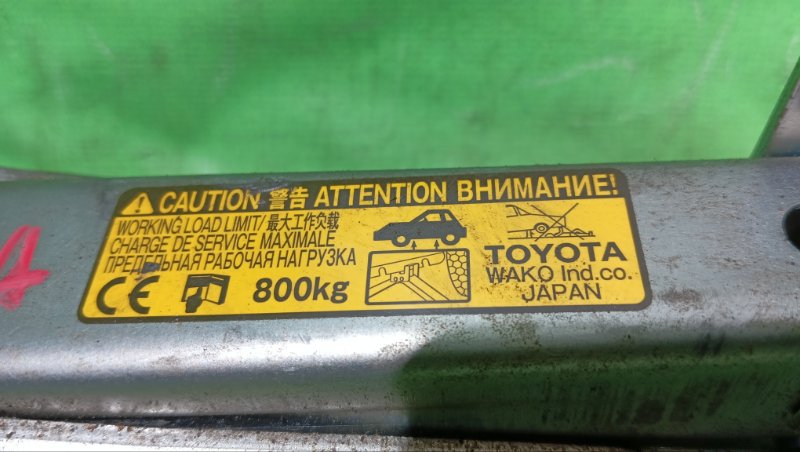 CAUTION 警告 ATTENTION ВНИМАНИЕ!
WORKING LOAD LIMIT/最大工作负载
CHARGE DE SERVICE MAXIMALE
ПРЕДЕЛЬНАЯ РАБОЧАЯ НАГРУЗКА
CE 800kg
TOYOTA
WAKO Ind.co.
JAPAN
4